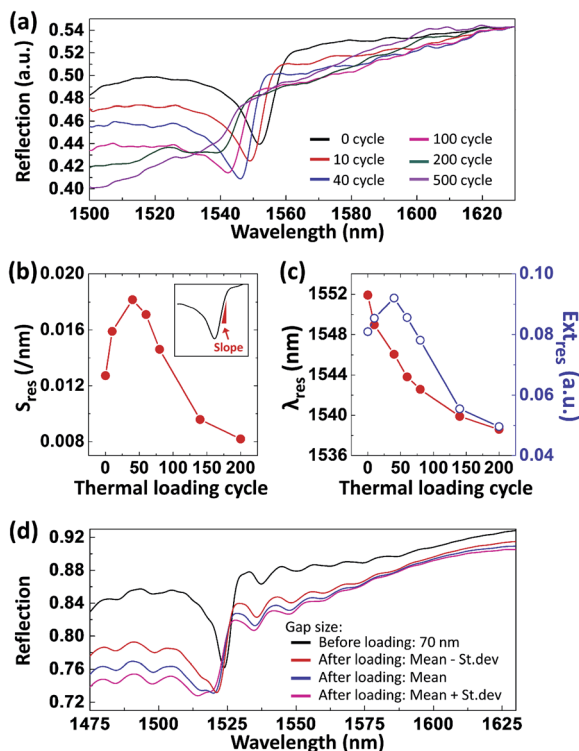 (a)
0.54
0.52
0.50
0.48
0.46
0.44
0.42
0.40
Reflection (a.u.)
0 cycle
10 cycle
40 cycle
100 cycle
200 cycle
500 cycle
1500 1520 1540 1560 1580 1600 1620
Wavelength (nm)
(b)
0.020
0.016
0.012
0.008
S_res (/nm)
Slope
0 50 100 150 200
Thermal loading cycle
(c)
1552
1548
1544
1540
1536
λ_res (nm)
0.10
0.08
0.06
0.04
Ext_res (a.u.)
0 50 100 150 200
Thermal loading cycle
(d)
0.92
0.88
0.84
0.80
0.76
0.72
Reflection
Gap size:
Before loading: 70 nm
After loading: Mean - St.dev
After loading: Mean
After loading: Mean + St.dev
1475 1500 1525 1550 1575 1600 1625
Wavelength (nm)